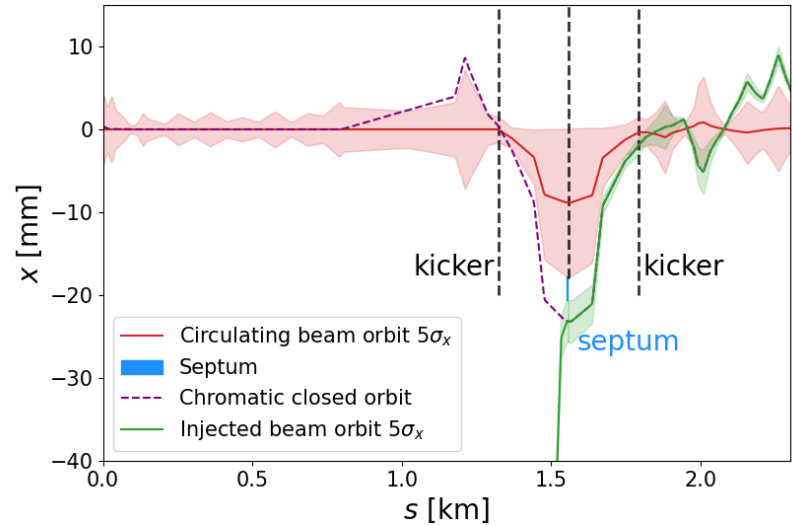 10
0
−10
−20
−30
−40
x [mm]
kicker
kicker
septum
Circulating beam orbit 5σₓ
Septum
Chromatic closed orbit
Injected beam orbit 5σₓ
0.0 0.5 1.0 1.5 2.0
s [km]